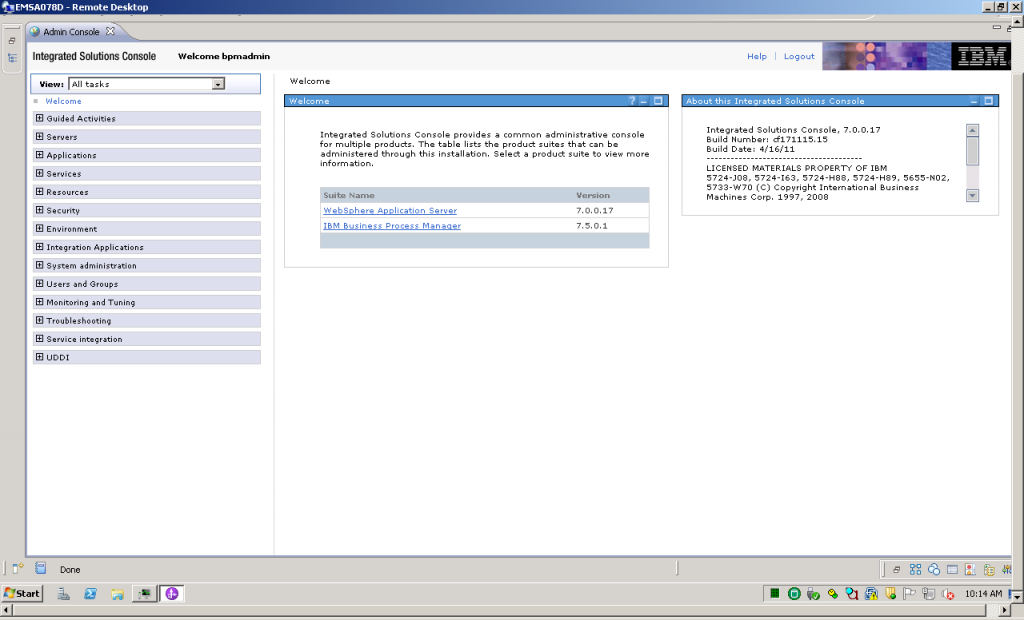 EMSA078D - Remote Desktop
Admin Console
Integrated Solutions Console
Welcome bpmadmin
Help | Logout
IBM
View: All tasks
Welcome
Guided Activities
Servers
Applications
Services
Resources
Security
Environment
Integration Applications
System administration
Users and Groups
Monitoring and Tuning
Troubleshooting
Service integration
UDDI
Welcome
Welcome ?
Integrated Solutions Console provides a common administrative console
for multiple products. The table lists the product suites that can be
administered through this installation. Select a product suite to view more
information.
Suite Name Version
WebSphere Application Server 7.0.0.17
IBM Business Process Manager 7.5.0.1
About this Integrated Solutions Console
Integrated Solutions Console, 7.0.0.17
Build Number: cf171115.15
Build Date: 4/16/11
----------------------------------------
LICENSED MATERIALS PROPERTY OF IBM
5724-J08, 5724-I63, 5724-H88, 5724-H89, 5655-N02,
5733-W70 (C) Copyright International Business
Machines Corp. 1997, 2008
Done
Start
10:14 AM